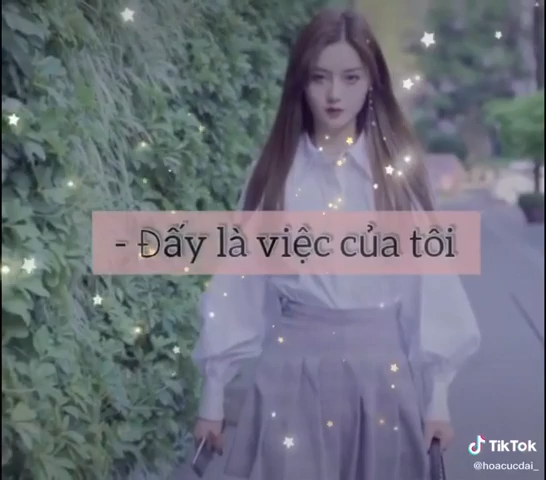 - Đấy là việc của tôi
TikTok
@hoacucdai_